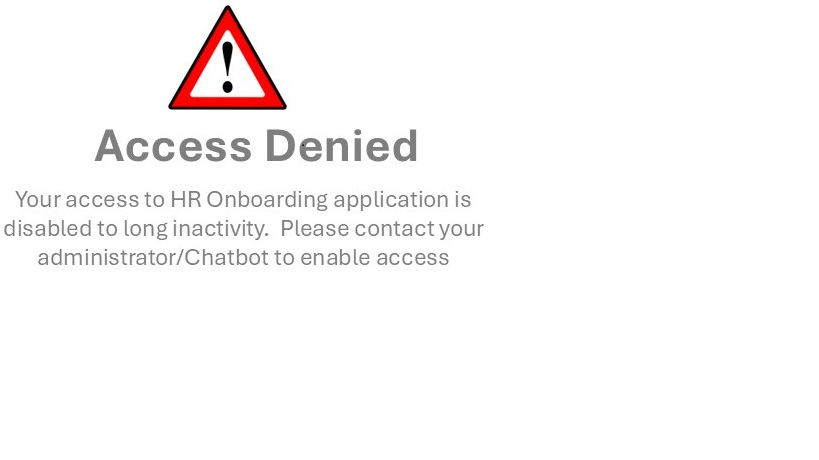 Access Denied
Your access to HR Onboarding application is
disabled to long inactivity.  Please contact your
administrator/Chatbot to enable access